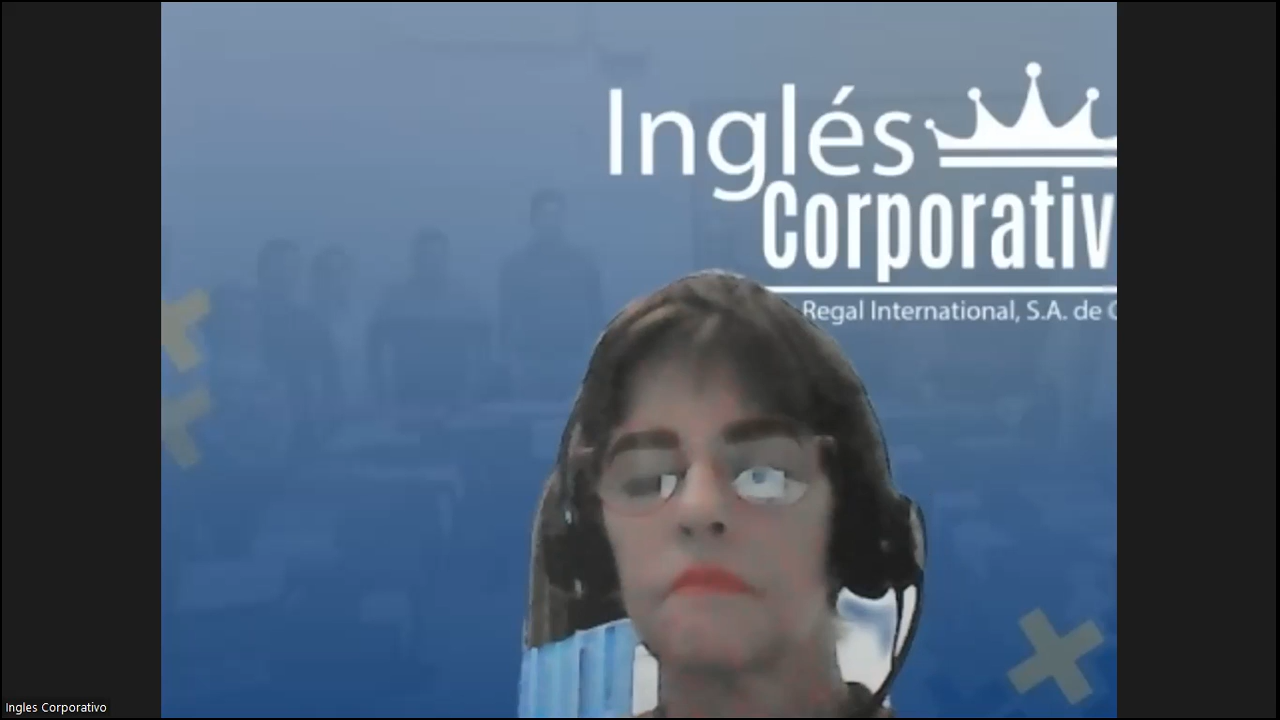 Inglés
Corporativ
Regal International, S.A. de C
Ingles Corporativo